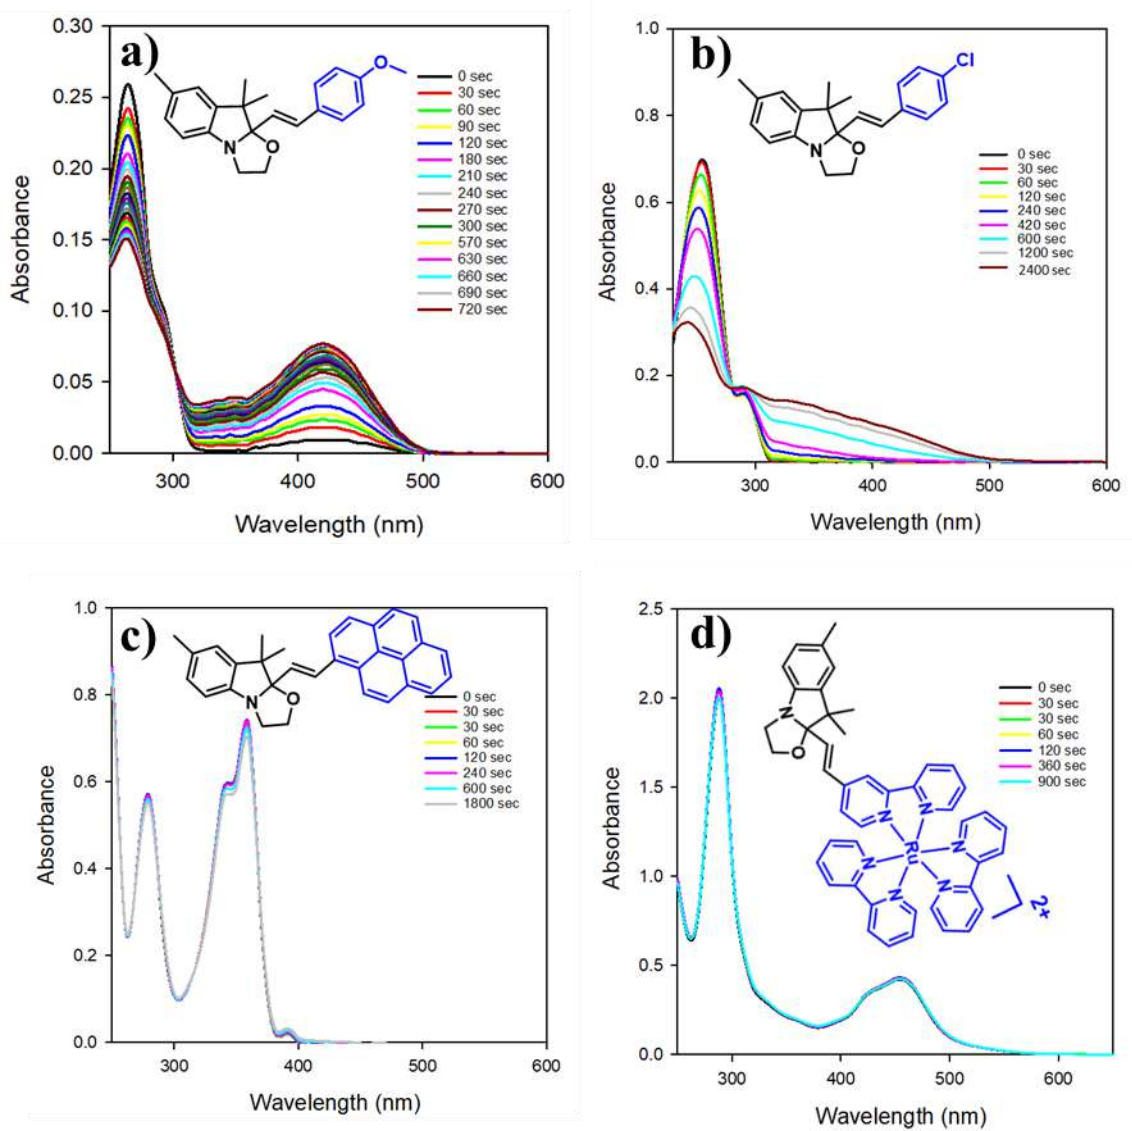 a)
O
N
O
0 sec
30 sec
60 sec
90 sec
120 sec
180 sec
210 sec
240 sec
270 sec
300 sec
570 sec
630 sec
660 sec
690 sec
720 sec
0.30
0.25
0.20
0.15
0.10
0.05
0.00
Absorbance
300
400
500
600
Wavelength (nm)
b)
Cl
N
O
0 sec
30 sec
60 sec
120 sec
240 sec
420 sec
600 sec
1200 sec
2400 sec
1.0
0.8
0.6
0.4
0.2
0.0
Absorbance
300
400
500
600
Wavelength (nm)
c)
N
O
0 sec
30 sec
30 sec
60 sec
120 sec
240 sec
600 sec
1800 sec
1.0
0.8
0.6
0.4
0.2
0.0
Absorbance
300
400
500
600
Wavelength (nm)
d)
N
O
N
N
N
Ru
N
N
N
2+
0 sec
30 sec
30 sec
60 sec
120 sec
360 sec
900 sec
2.5
2.0
1.5
1.0
0.5
0.0
Absorbance
300
400
500
600
Wavelength (nm)